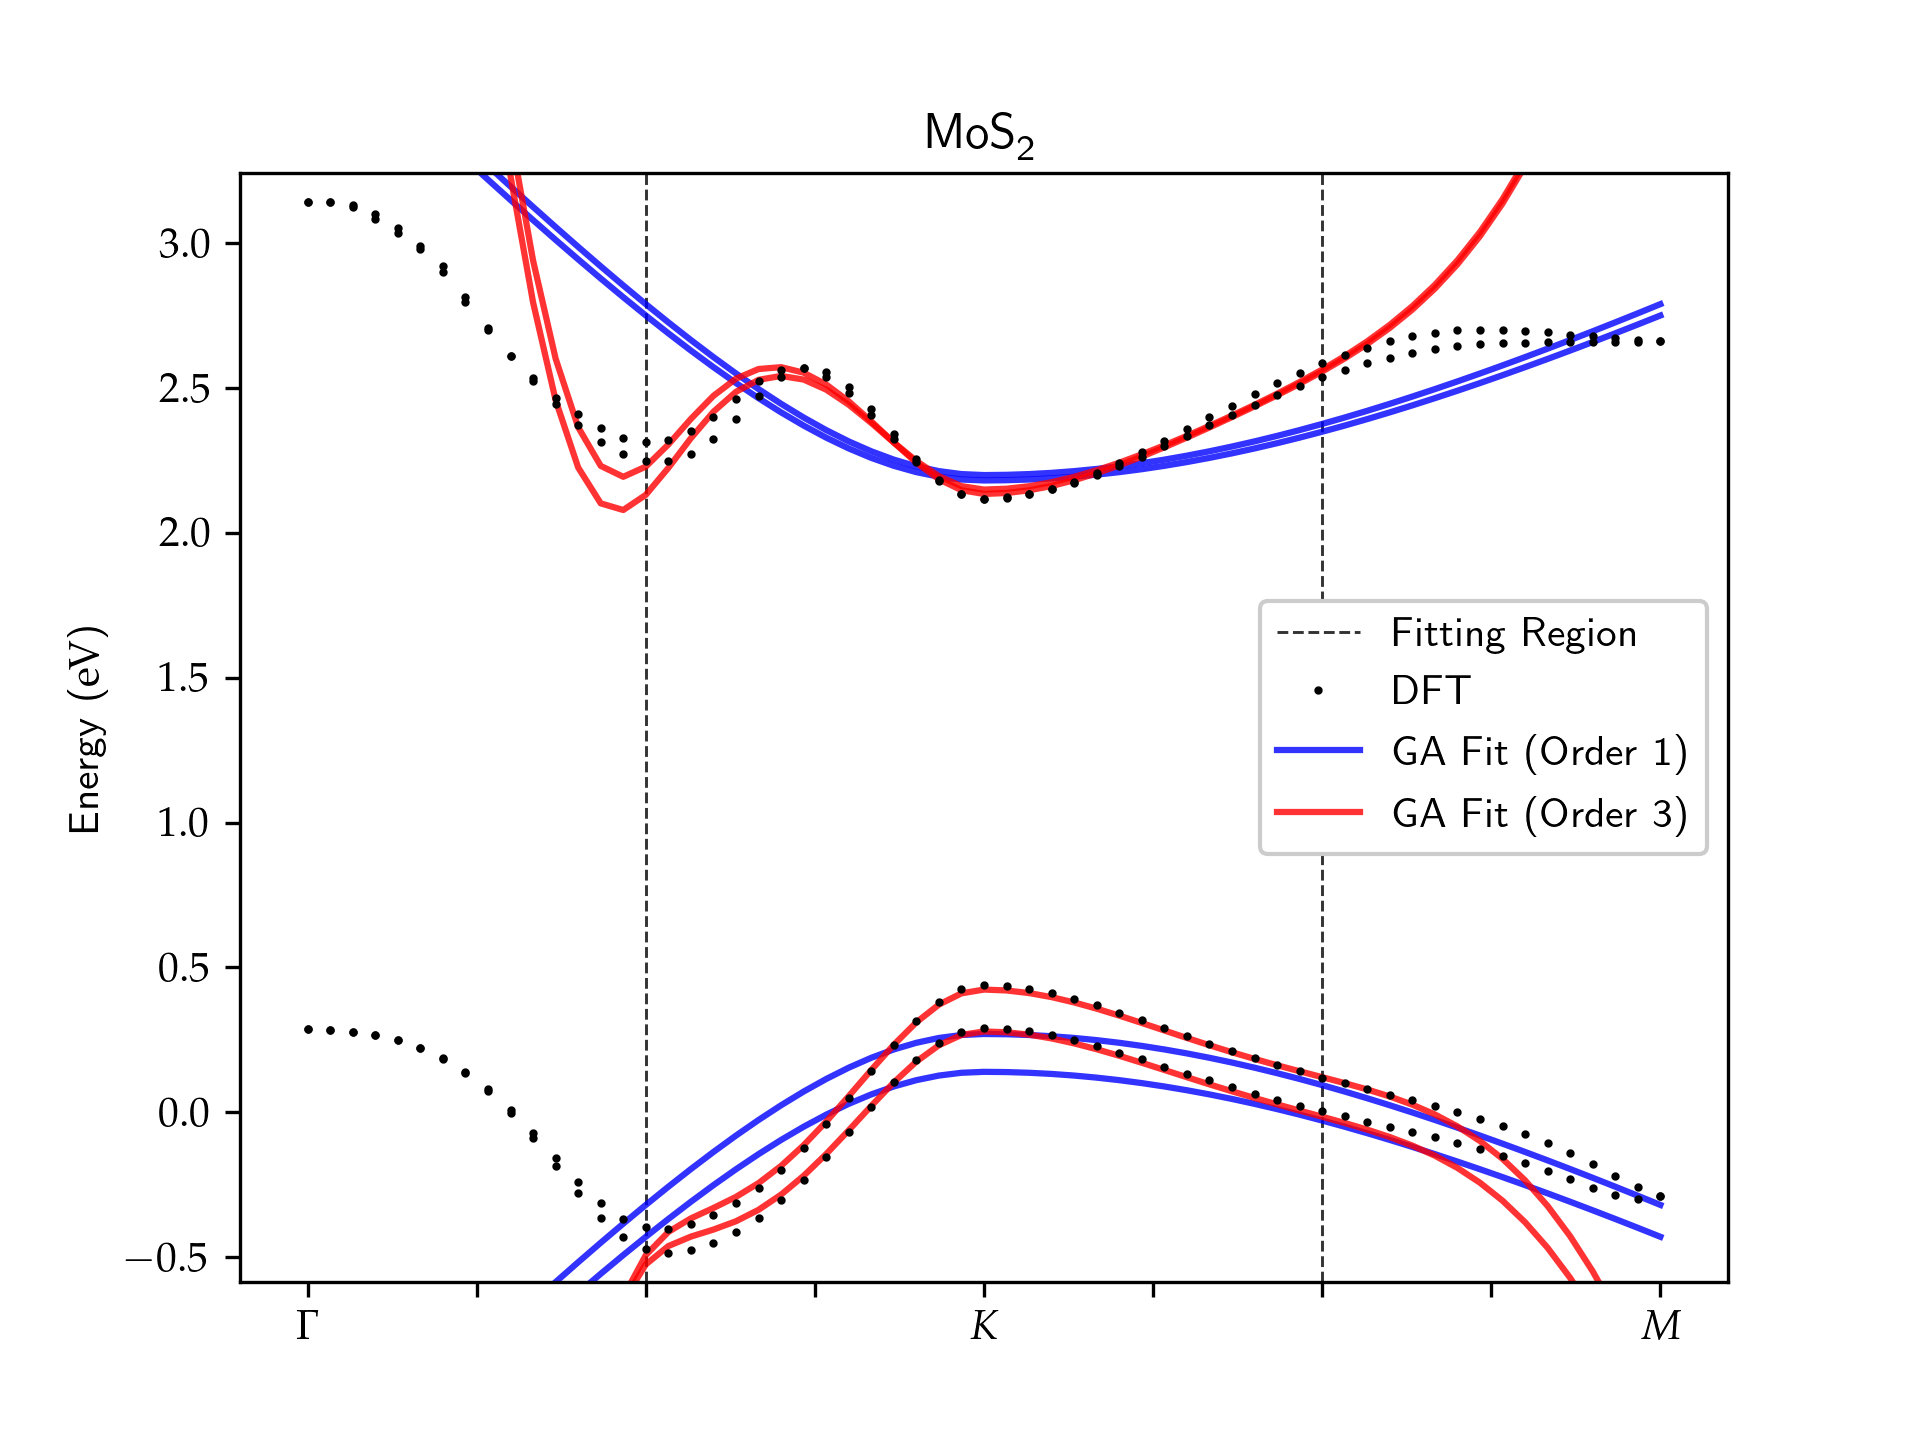 MoS₂
Energy (eV)
3.0
2.5
2.0
1.5
1.0
0.5
0.0
−0.5
Fitting Region
DFT
GA Fit (Order 1)
GA Fit (Order 3)
Γ K M